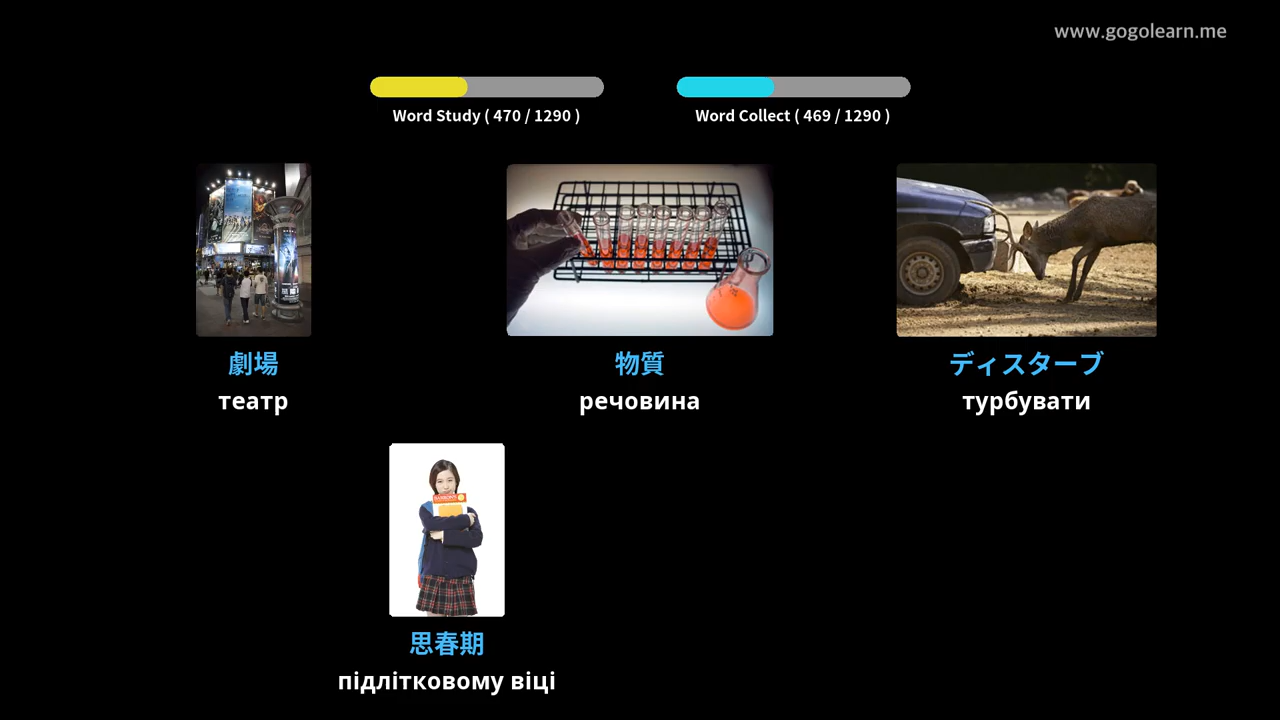 www.gogolearn.me
Word Study ( 470 / 1290 )
Word Collect ( 469 / 1290 )
劇場
театр
物質
речовина
ディスターブ
турбувати
思春期
підлітковому віці